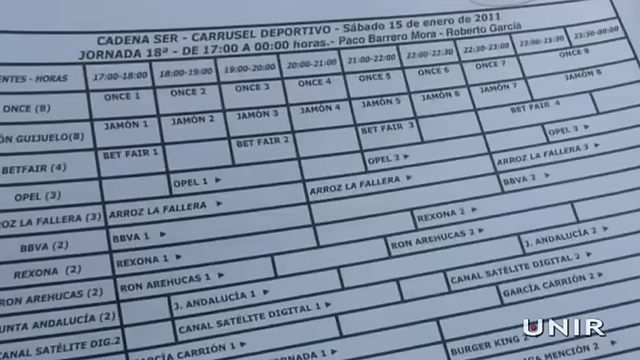 CADENA SER - CARRUSEL DEPORTIVO - Sábado 15 de enero de 2011
JORNADA 18ª - DE 17:00 A 00:00 horas.- Paco Barrero Mora - Roberto García
ENTES - HORAS 17:00-18:00 18:00-19:00 19:00-20:00 20:00-21:00 21:00-22:00 22:00-22:30 22:30-23:00 23:00-23:30 23:30-00:00
ONCE (8) ONCE 1 ONCE 2 ONCE 3 ONCE 4 ONCE 5 ONCE 6 ONCE 7 ONCE 8
ÓN GUIJUELO(8) JAMÓN 1 JAMÓN 2 JAMÓN 3 JAMÓN 4 JAMÓN 5 JAMÓN 6 JAMÓN 7 JAMÓN 8
BETFAIR (4) BET FAIR 1 BET FAIR 2 BET FAIR 3 BET FAIR 4
OPEL (3) OPEL 1 OPEL 2 OPEL 3
OZ LA FALLERA (3) ARROZ LA FALLERA ARROZ LA FALLERA ARROZ LA FALLERA 3
BBVA (2) BBVA 1 BBVA 2
REXONA (2) REXONA 1 REXONA 2
RON AREHUCAS (2) RON AREHUCAS 1 RON AREHUCAS 2
UNTA ANDALUCÍA (2) J. ANDALUCÍA 1 J. ANDALUCÍA 2
CANAL SATÉLITE DIG.2 CANAL SATÉLITE DIGITAL 1 CANAL SATÉLITE DIGITAL 2
GARCÍA CARRIÓN 1 GARCÍA CARRIÓN 2
BURGER KING 2
MENCIÓN 2
UNIR